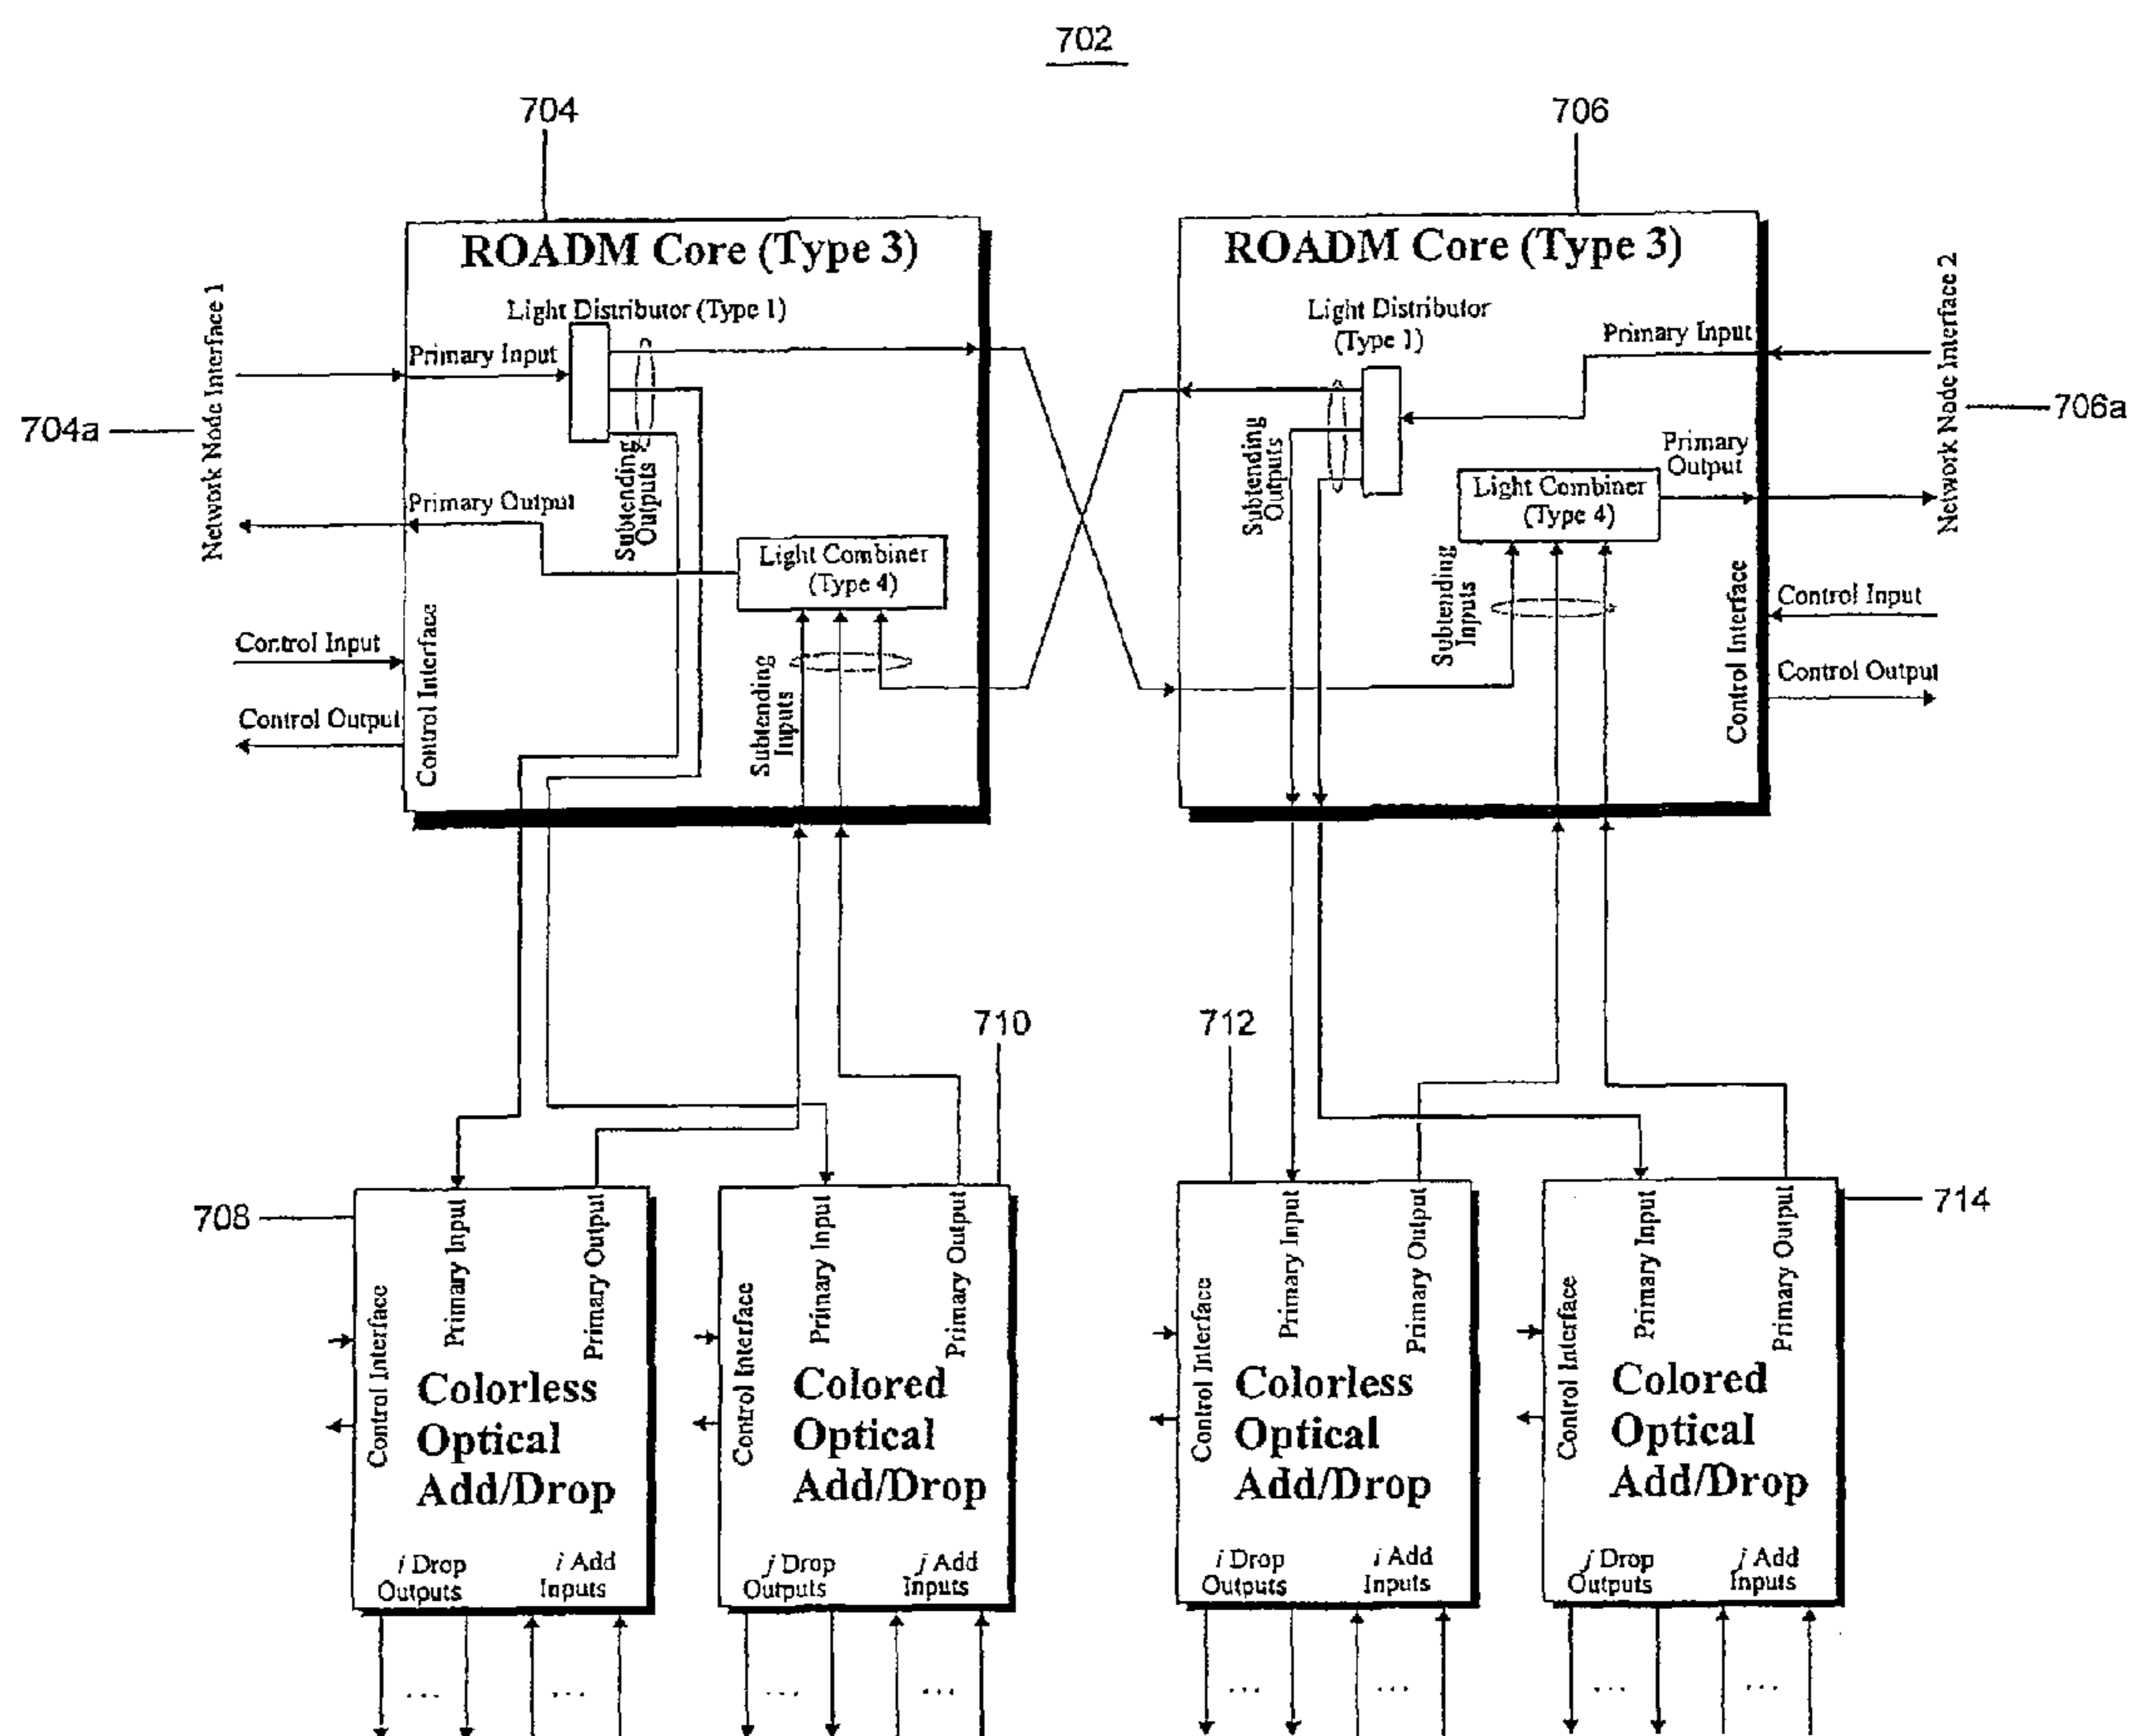 702
704
706
ROADM Core (Type 3)
Light Distributor (Type 1)
Network Node Interface 1
704a
Primary Input
Subtending
Outputs
Primary Output
Light Combiner
(Type 4)
Subtending
Inputs
Control Interface
Control Input
Control Output
ROADM Core (Type 3)
Light Distributor
(Type 1)
Primary Input
Network Node Interface 2
706a
Subtending
Outputs
Primary
Output
Light Combiner
(Type 4)
Subtending
Inputs
Control Interface
Control Input
Control Output
710
712
708
714
Control Interface
Primary Input
Primary Output
Colorless
Optical
Add/Drop
i Drop
Outputs
i Add
Inputs
...
...
Control Interface
Primary Input
Primary Output
Colored
Optical
Add/Drop
j Drop
Outputs
j Add
Inputs
...
...
Control Interface
Primary Input
Primary Output
Colorless
Optical
Add/Drop
i Drop
Outputs
i Add
Inputs
...
...
Control Interface
Primary Input
Primary Output
Colored
Optical
Add/Drop
j Drop
Outputs
j Add
Inputs
...
...